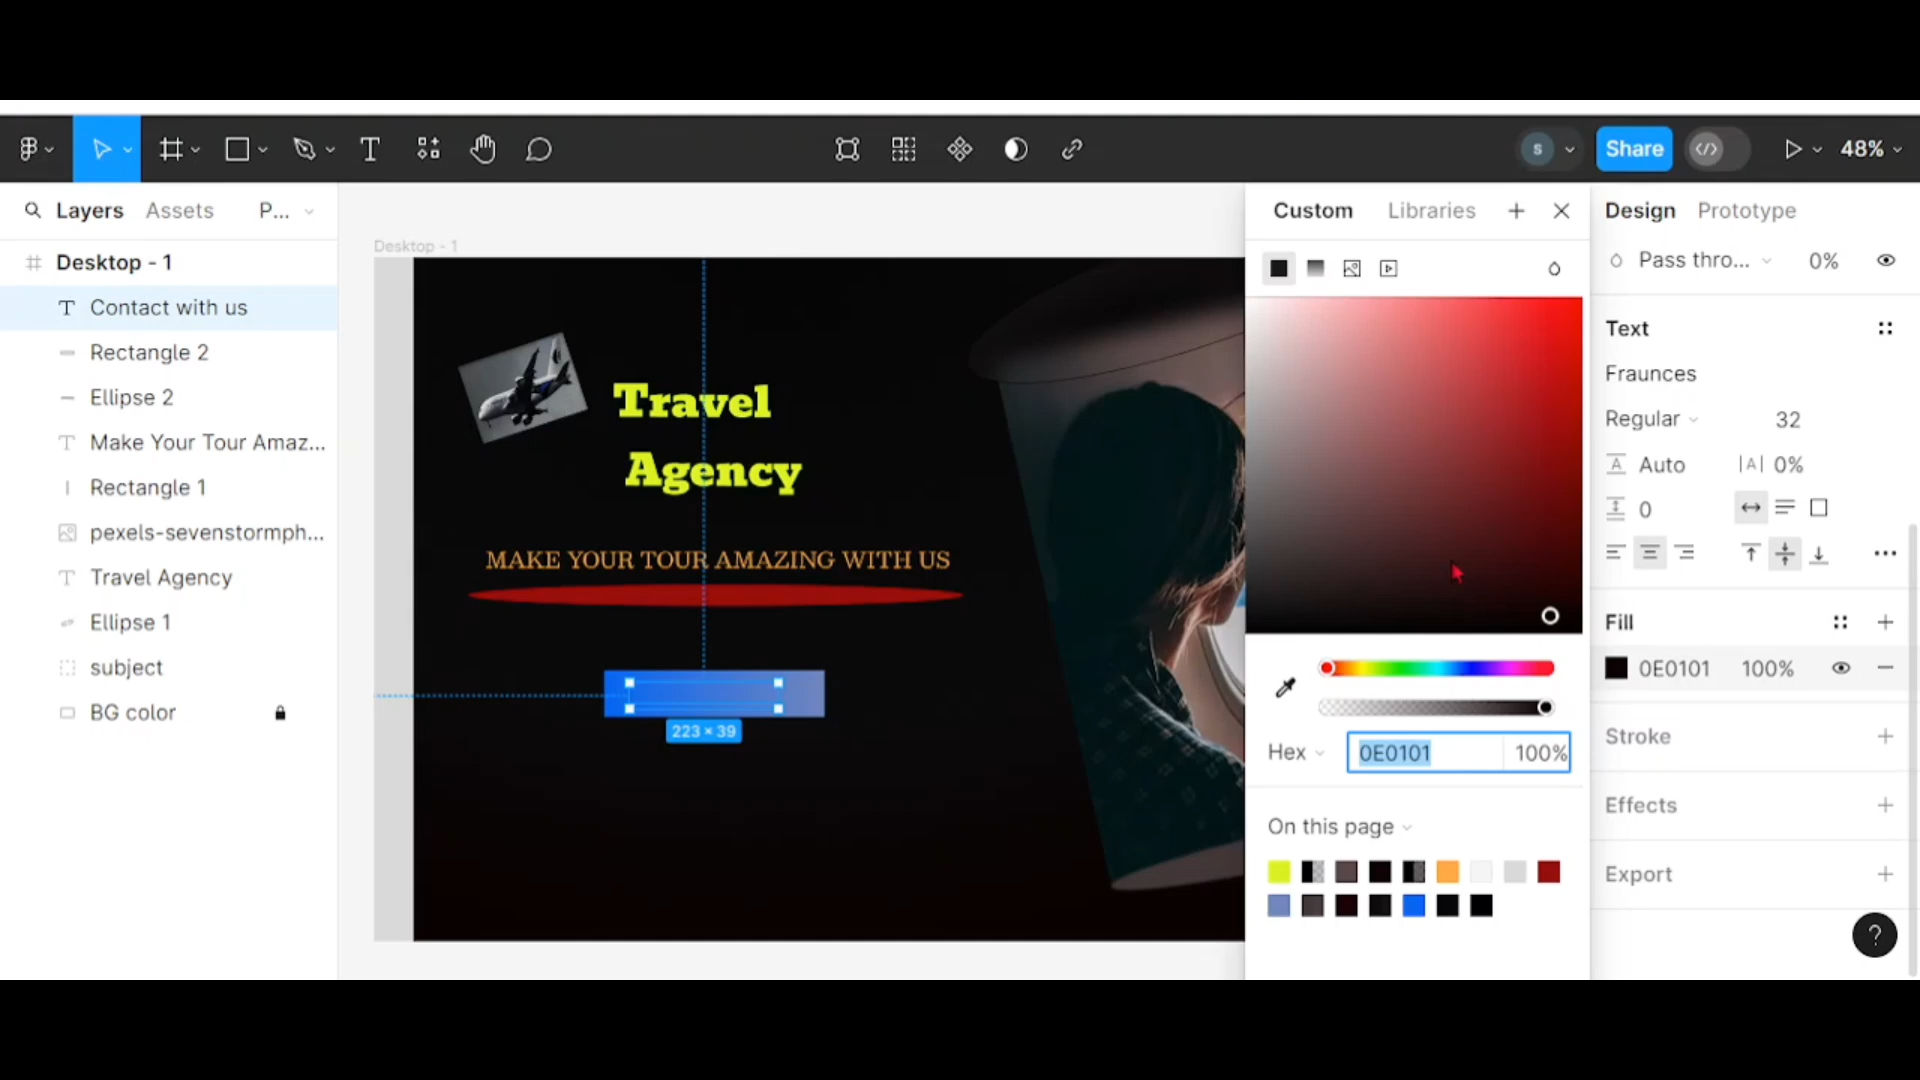 S
Share
48%
Layers
Assets
P...
Desktop - 1
Contact with us
Rectangle 2
Ellipse 2
Make Your Tour Amaz...
Rectangle 1
pexels-sevenstormph...
Travel Agency
Ellipse 1
subject
BG color
Desktop - 1
Travel
Agency
MAKE YOUR TOUR AMAZING WITH US
223 × 39
Custom
Libraries
Hex
0E0101
100%
On this page
Design
Prototype
Pass thro...
0%
Text
Fraunces
Regular
32
Auto
|A| 0%
0
Fill
0E0101
100%
Stroke
Effects
Export
?